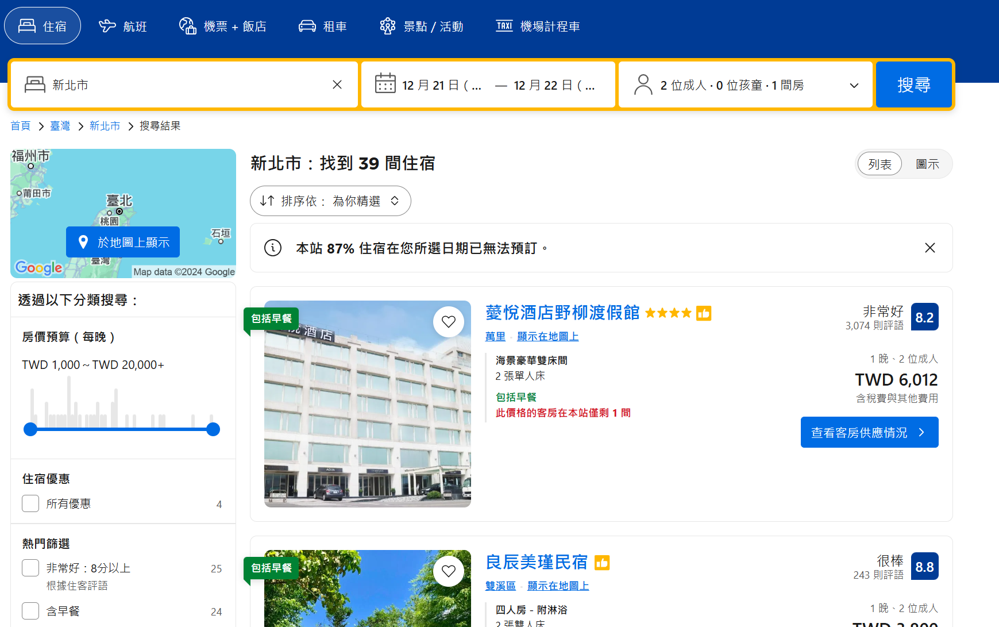 住宿
航班
機票 + 飯店
租車
景點 / 活動
TAXI 機場計程車
新北市
12 月 21 日 ( ... — 12 月 22 日 ( ...
2 位成人 · 0 位孩童 · 1 間房
搜尋
首頁 > 臺灣 > 新北市 > 搜尋結果
福州市
莆田市
臺北
桃園
石垣
於地圖上顯示
臺灣
Google
Map data ©2024 Google
新北市：找到 39 間住宿
列表
圖示
排序依： 為你精選
本站 87% 住宿在您所選日期已無法預訂。
透過以下分類搜尋：
房價預算 ( 每晚 )
TWD 1,000 ~ TWD 20,000+
住宿優惠
所有優惠 4
熱門篩選
非常好：8分以上 25
根據住客評語
含早餐 24
包括早餐
悅酒店
AQUA
薆悅酒店野柳渡假館
萬里 · 顯示在地圖上
海景豪華雙床間
2 張單人床
包括早餐
此價格的客房在本站僅剩 1 間
非常好
3,074 則評語
8.2
1 晚、2 位成人
TWD 6,012
含稅費與其他費用
查看客房供應情況
包括早餐
良辰美瑾民宿
雙溪區 · 顯示在地圖上
四人房 - 附淋浴
2 張雙人床
很棒
243 則評語
8.8
1 晚、2 位成人
TWD 3,800